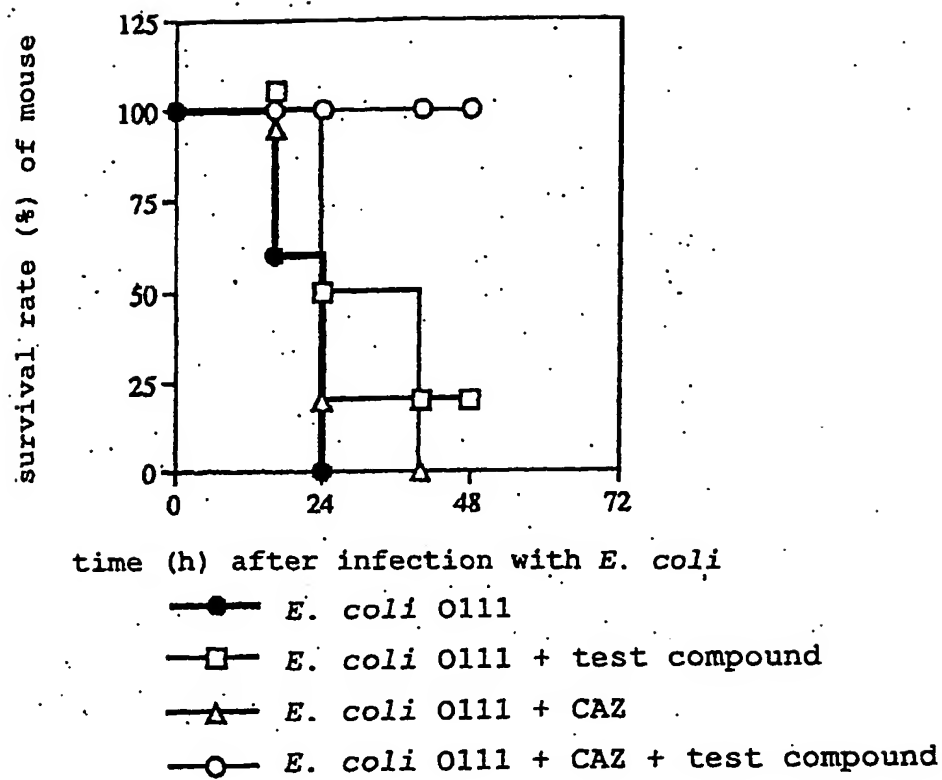 survival rate (%) of mouse
125
100
75
50
25
0
0 24 48 72
time (h) after infection with E. coli
E. coli O111
E. coli O111 + test compound
E. coli O111 + CAZ
E. coli O111 + CAZ + test compound